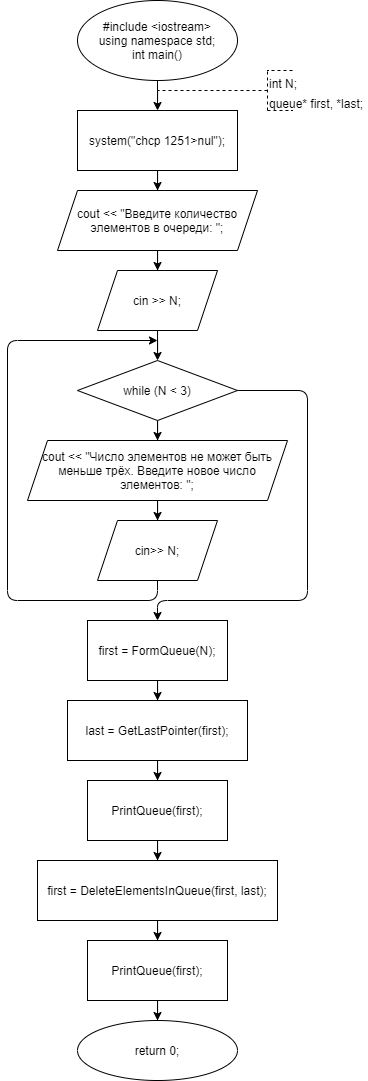 #include <iostream>
using namespace std;
int main()
int N;
queue* first, *last;
system("chcp 1251>nul");
cout << "Введите количество
элементов в очереди: ";
cin >> N;
while (N < 3)
cout << "Число элементов не может быть
меньше трёх. Введите новое число
элементов: ";
cin>> N;
first = FormQueue(N);
last = GetLastPointer(first);
PrintQueue(first);
first = DeleteElementsInQueue(first, last);
PrintQueue(first);
return 0;